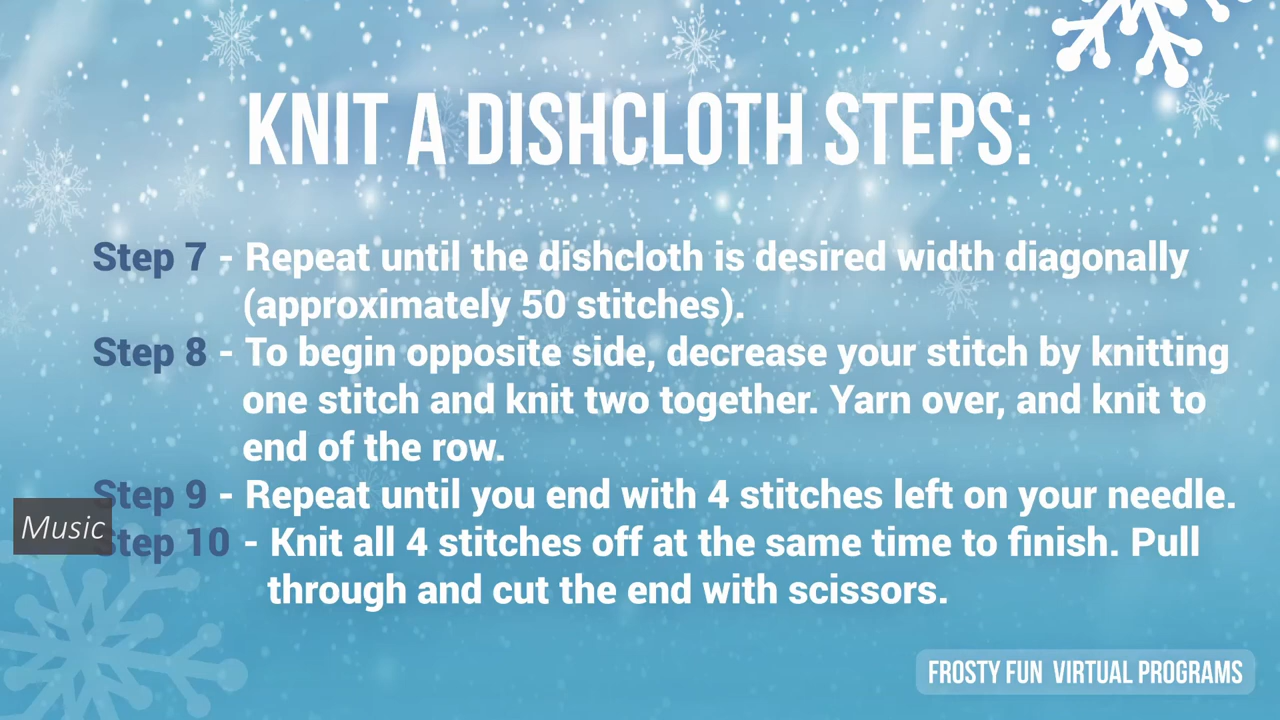 KNIT A DISHCLOTH STEPS:
Step 7 - Repeat until the dishcloth is desired width diagonally
(approximately 50 stitches).
Step 8 - To begin opposite side, decrease your stitch by knitting
one stitch and knit two together. Yarn over, and knit to
end of the row.
Step 9 - Repeat until you end with 4 stitches left on your needle.
Music
Step 10 - Knit all 4 stitches off at the same time to finish. Pull
through and cut the end with scissors.
FROSTY FUN VIRTUAL PROGRAMS